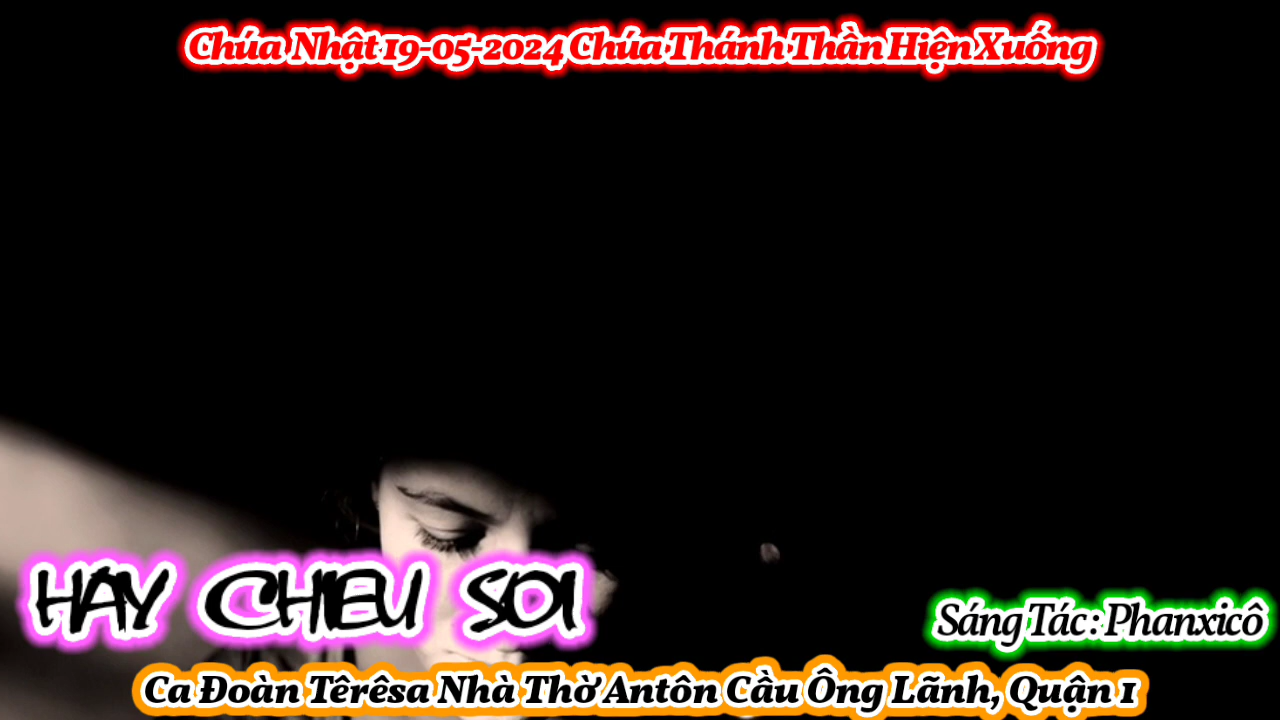 Chúa Nhật 19-05-2024 Chúa Thánh Thần Hiện Xuống
HAY CHIEU SOI
Sáng Tác: Phanxicô
Ca Đoàn Têrêsa Nhà Thờ Antôn Cầu Ông Lãnh, Quận 1